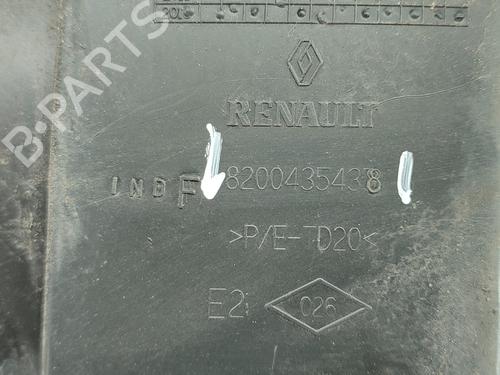 RENAULT
IND F 8200435438
>P/E-TD20<
E2 026
B-PARTS